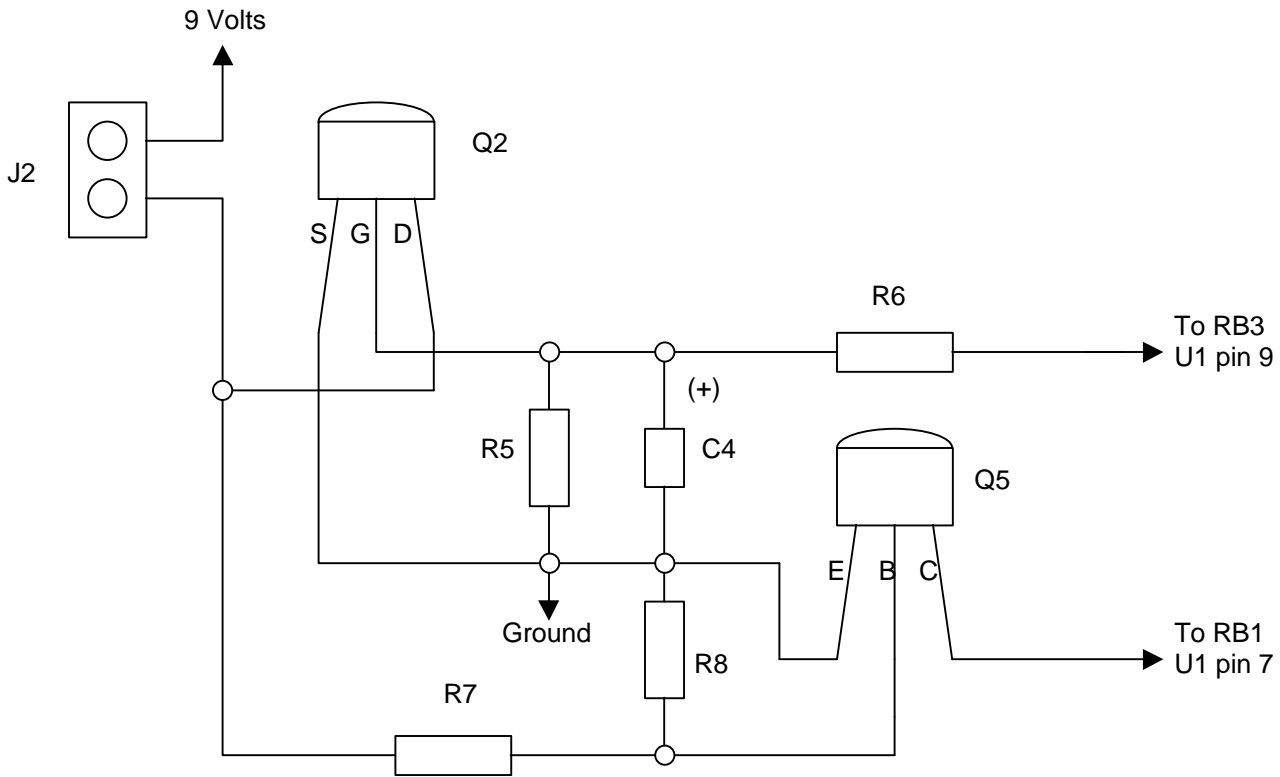 9 Volts
J2
Q2
S G D
R6
To RB3
U1 pin 9
(+)
R5
C4
Q5
E B C
Ground
R8
To RB1
U1 pin 7
R7